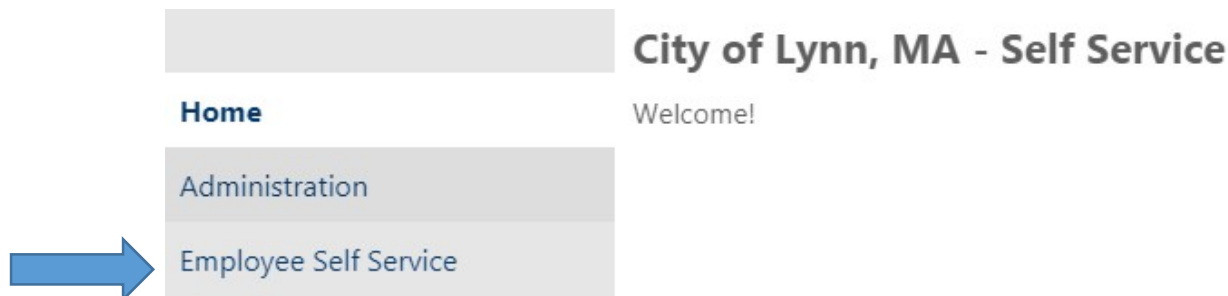 City of Lynn, MA - Self Service
Home
Welcome!
Administration
Employee Self Service